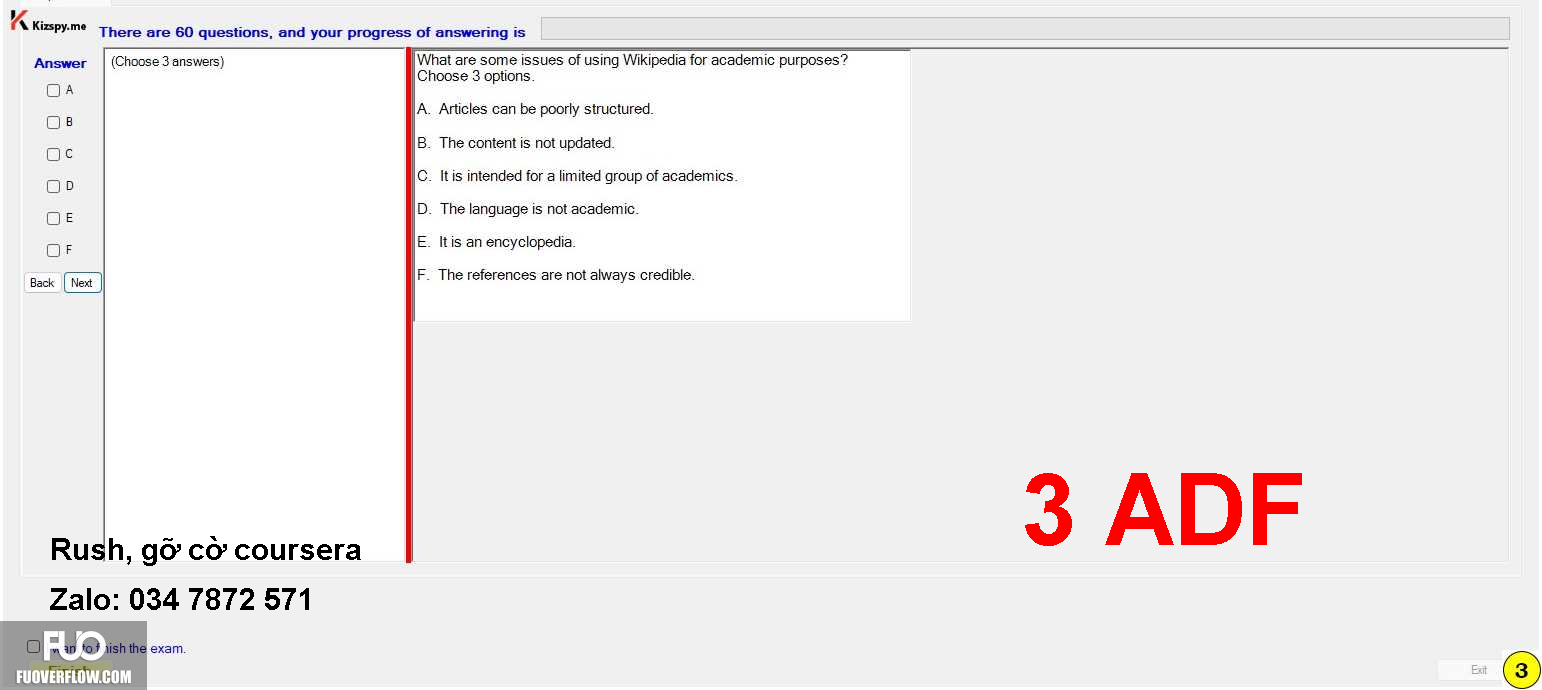 Kizspy.me
There are 60 questions, and your progress of answering is
Answer
(Choose 3 answers)
A
B
C
D
E
F
Back Next
What are some issues of using Wikipedia for academic purposes?
Choose 3 options.
A. Articles can be poorly structured.
B. The content is not updated.
C. It is intended for a limited group of academics.
D. The language is not academic.
E. It is an encyclopedia.
F. The references are not always credible.
3 ADF
Rush, gỡ cờ coursera
Zalo: 034 7872 571
I want to finish the exam.
Finish
FUO
FUOVERFLOW.COM
Exit
3